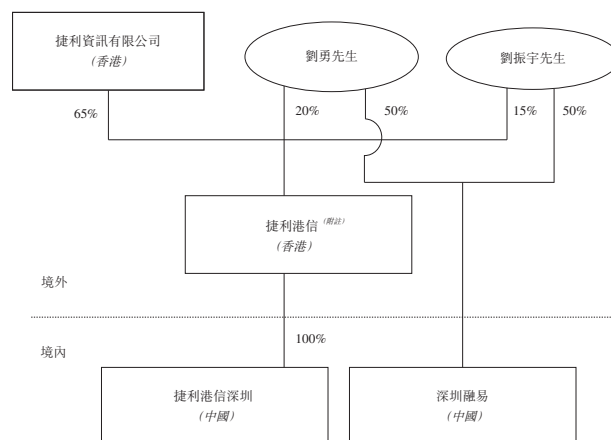 捷利資訊有限公司
(香港)
劉勇先生
劉振宇先生
65%
20%
50%
15%
50%
捷利港信(附註)
(香港)
境外
境內
100%
捷利港信深圳
(中國)
深圳融易
(中國)